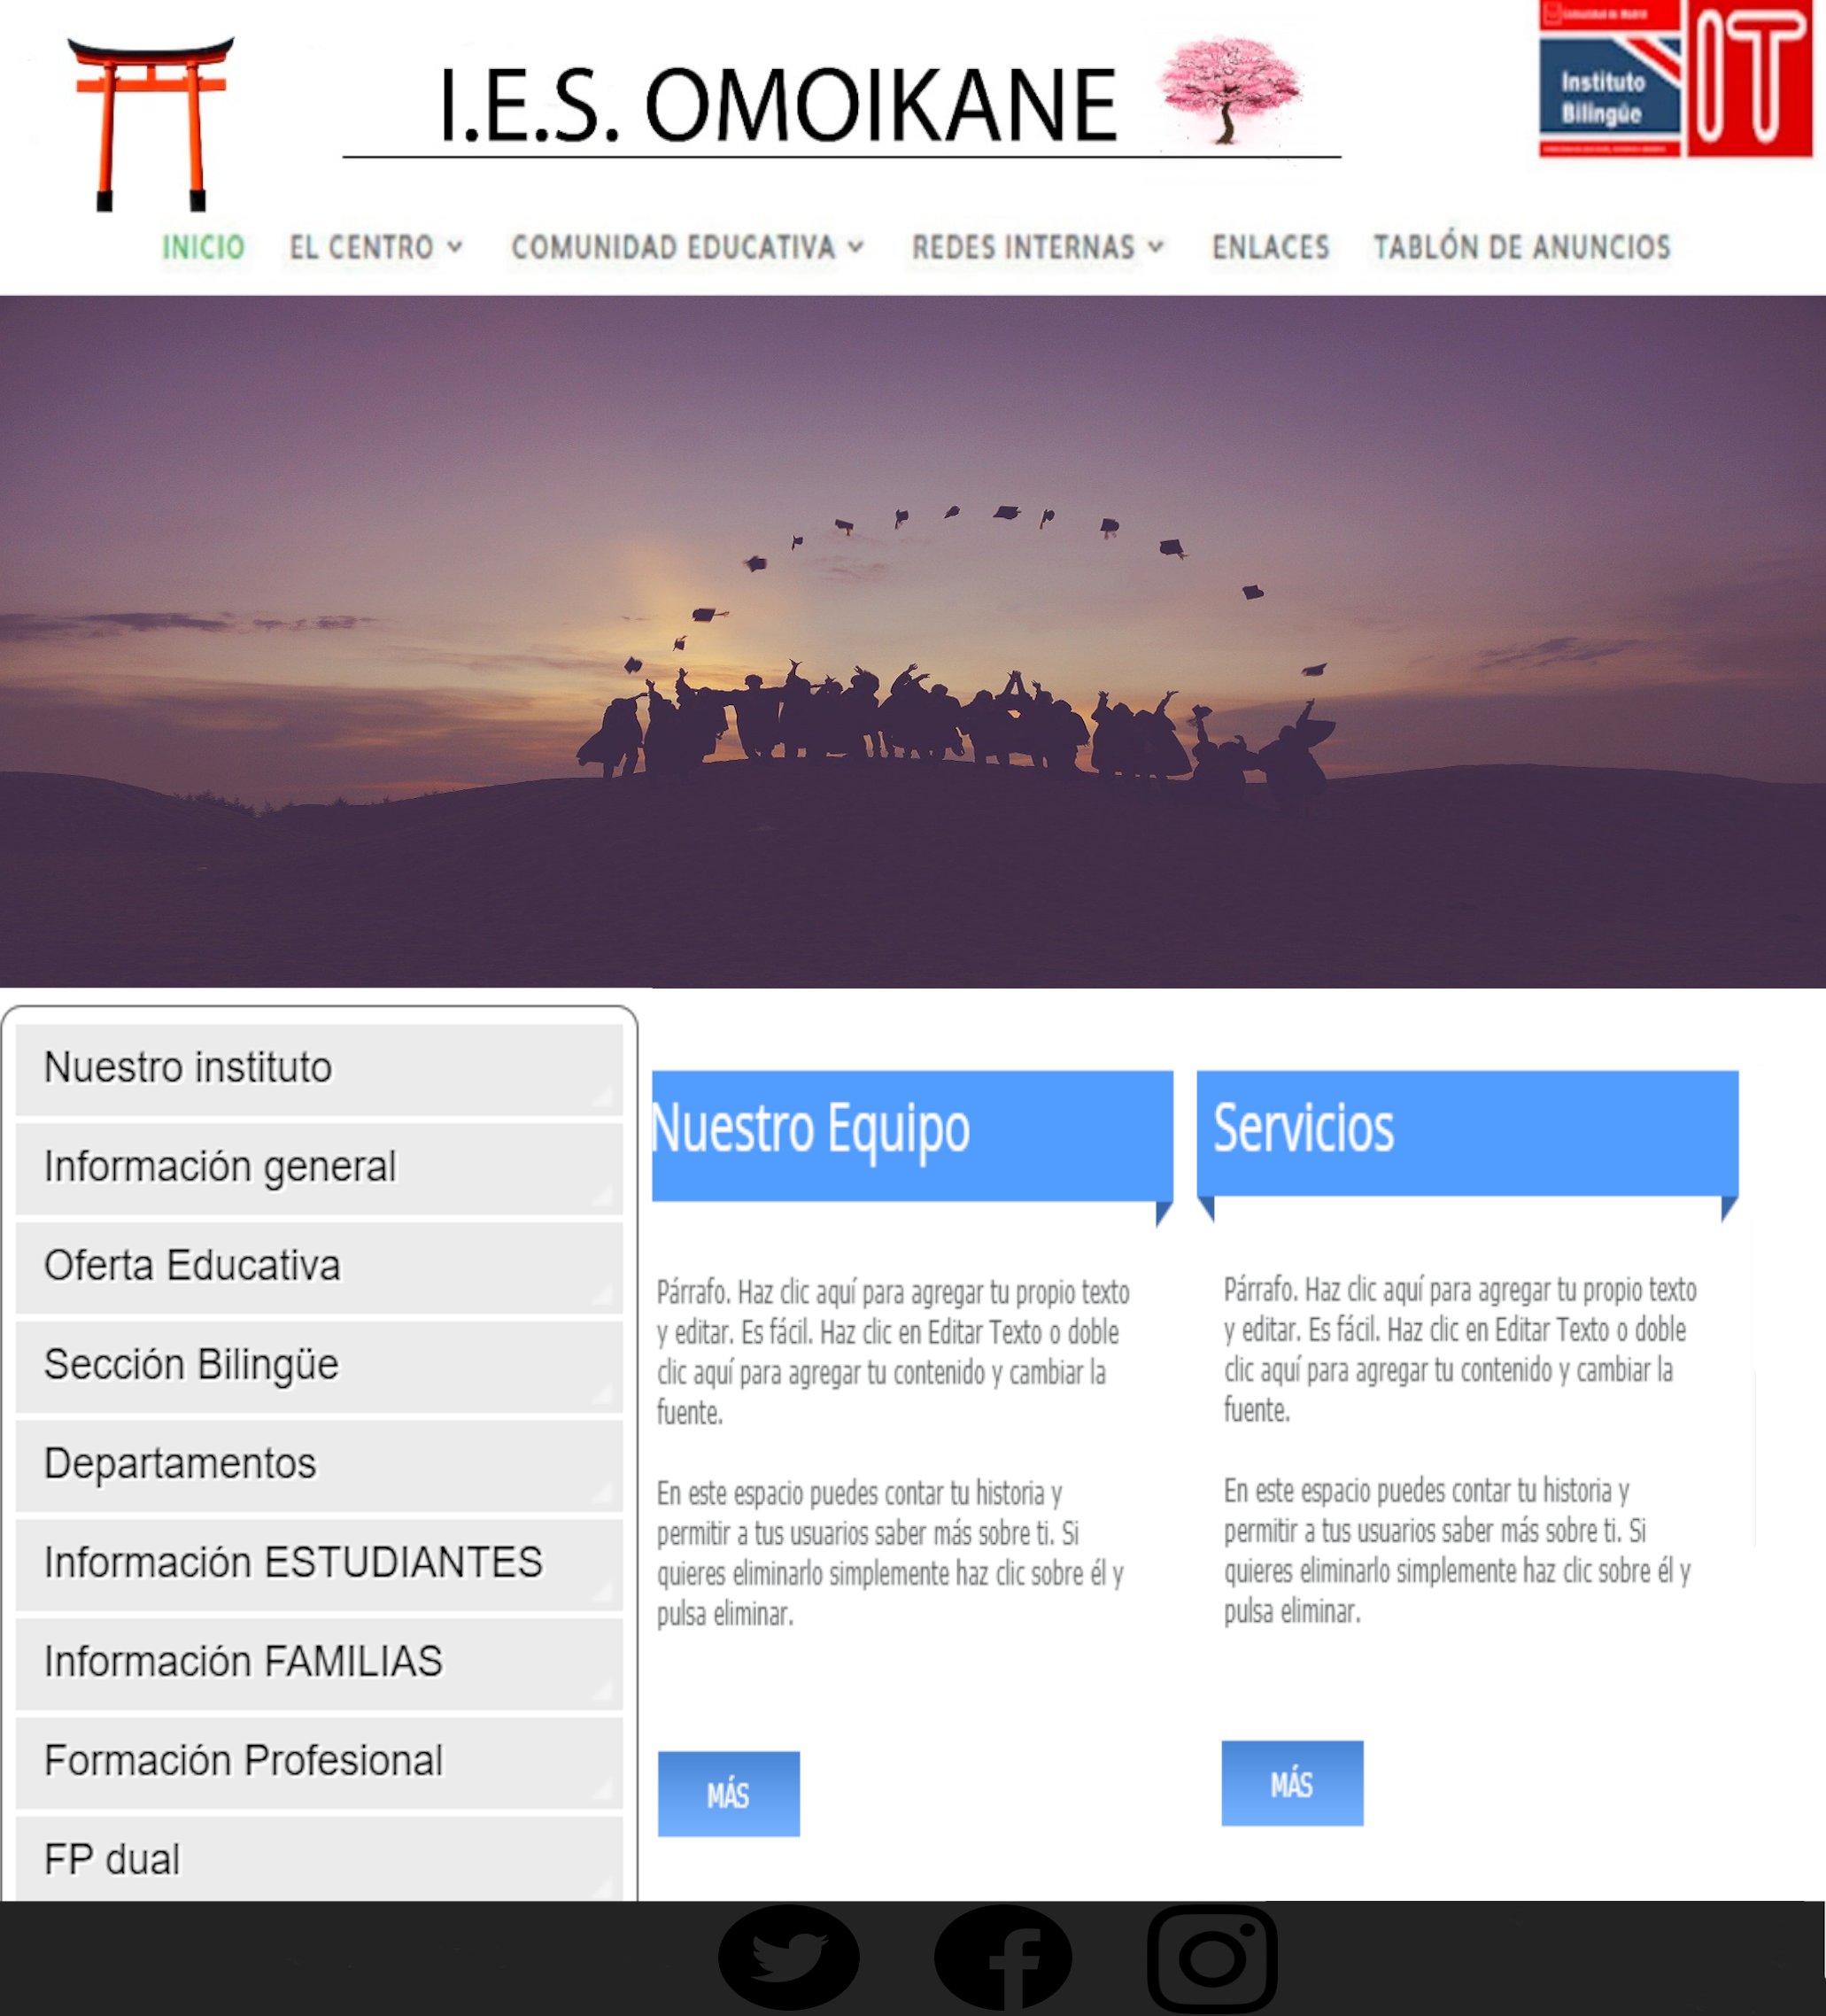 I.E.S. OMOIKANE
Instituto
Bilingüe
IT
INICIO EL CENTRO COMUNIDAD EDUCATIVA REDES INTERNAS ENLACES TABLÓN DE ANUNCIOS
Nuestro instituto
Información general
Oferta Educativa
Sección Bilingüe
Departamentos
Información ESTUDIANTES
Información FAMILIAS
Formación Profesional
FP dual
Nuestro Equipo
Párrafo. Haz clic aquí para agregar tu propio texto
y editar. Es fácil. Haz clic en Editar Texto o doble
clic aquí para agregar tu contenido y cambiar la
fuente.
En este espacio puedes contar tu historia y
permitir a tus usuarios saber más sobre ti. Si
quieres eliminarlo simplemente haz clic sobre él y
pulsa eliminar.
MÁS
Servicios
Párrafo. Haz clic aquí para agregar tu propio texto
y editar. Es fácil. Haz clic en Editar Texto o doble
clic aquí para agregar tu contenido y cambiar la
fuente.
En este espacio puedes contar tu historia y
permitir a tus usuarios saber más sobre ti. Si
quieres eliminarlo simplemente haz clic sobre él y
pulsa eliminar.
MÁS